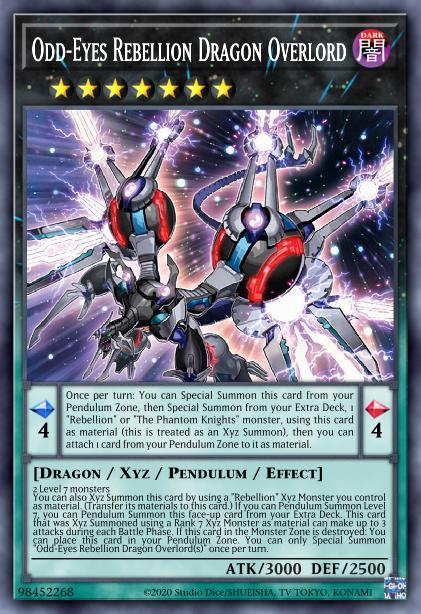 ODD-EYES REBELLION DRAGON OVERLORD
DARK
闇
Once per turn: You can Special Summon this card from your
Pendulum Zone, then Special Summon from your Extra Deck, 1
"Rebellion" or "The Phantom Knights" monster, using this card
as material (this is treated as an Xyz Summon), then you can
attach 1 card from your Pendulum Zone to it as material.
4
4
[DRAGON / XYZ / PENDULUM / EFFECT]
2 Level 7 monsters
You can also Xyz Summon this card by using a "Rebellion" Xyz Monster you control
as material. (Transfer its materials to this card.) If you can Pendulum Summon Level
7, you can Pendulum Summon this face-up card from your Extra Deck. This card
that was Xyz Summoned using a Rank 7 Xyz Monster as material can make up to 3
attacks during each Battle Phase. If this card in the Monster Zone is destroyed: You can
place this card in your Pendulum Zone. You can only Special Summon
"Odd-Eyes Rebellion Dragon Overlord(s)" once per turn.
ATK/3000 DEF/2500
98452268
©2020 Studio Dice/SHUEISHA, TV TOKYO, KONAMI